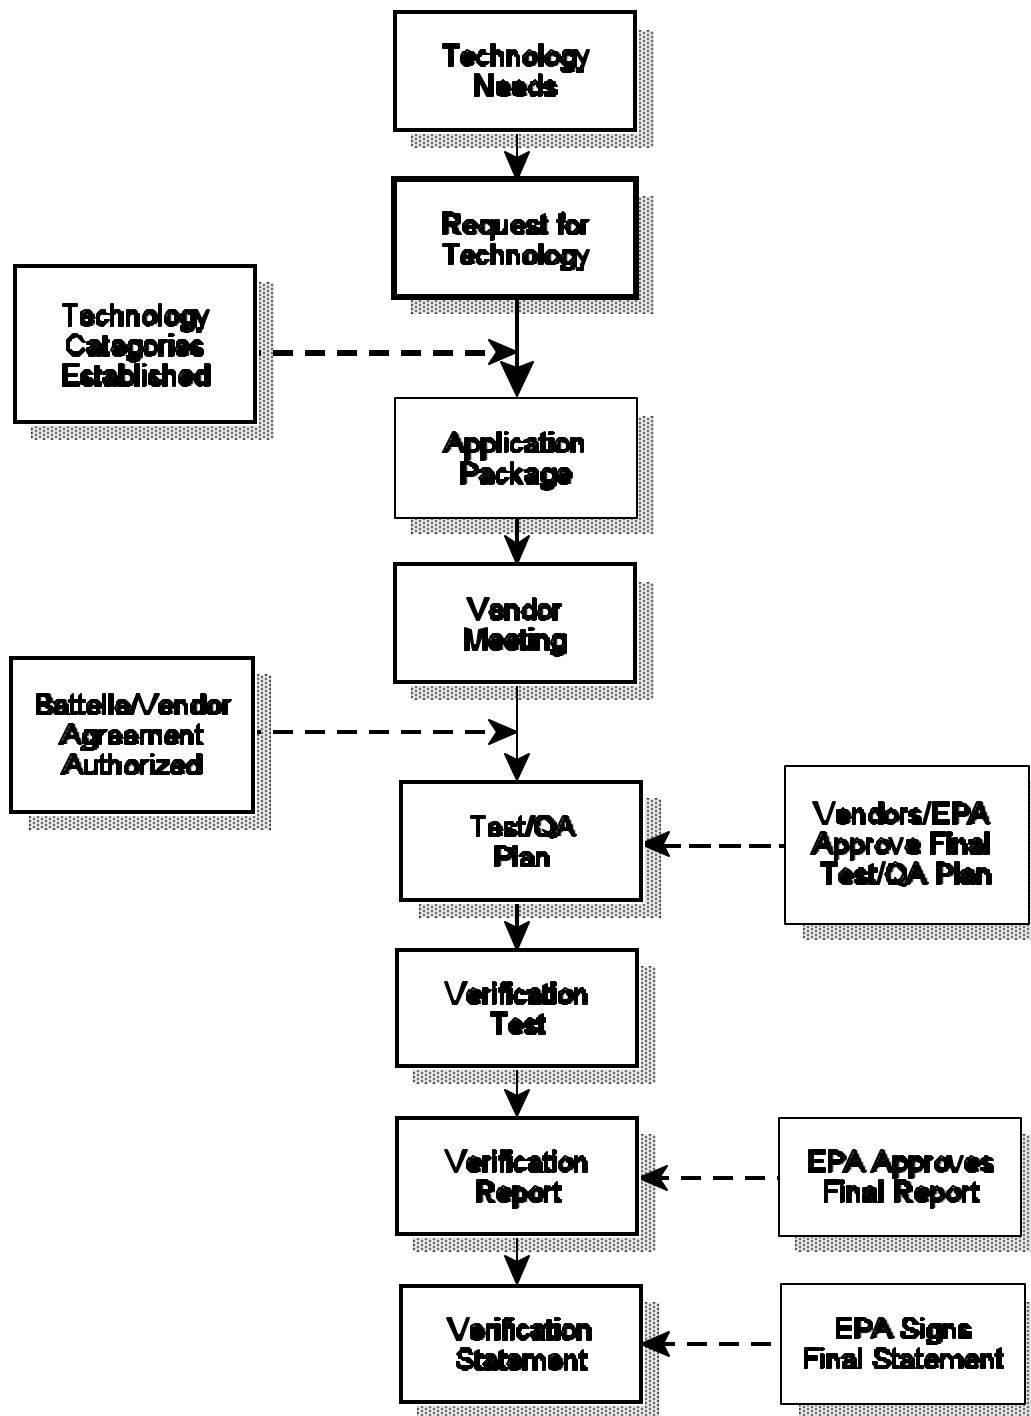 Technology
Needs
Request for
Technology
Technology
Categories
Established
Application
Package
Vendor
Meeting
Battelle/Vendor
Agreement
Authorized
Test/QA
Plan
Vendors/EPA
Approve Final
Test/QA Plan
Verification
Test
Verification
Report
EPA Approves
Final Report
Verification
Statement
EPA Signs
Final Statement